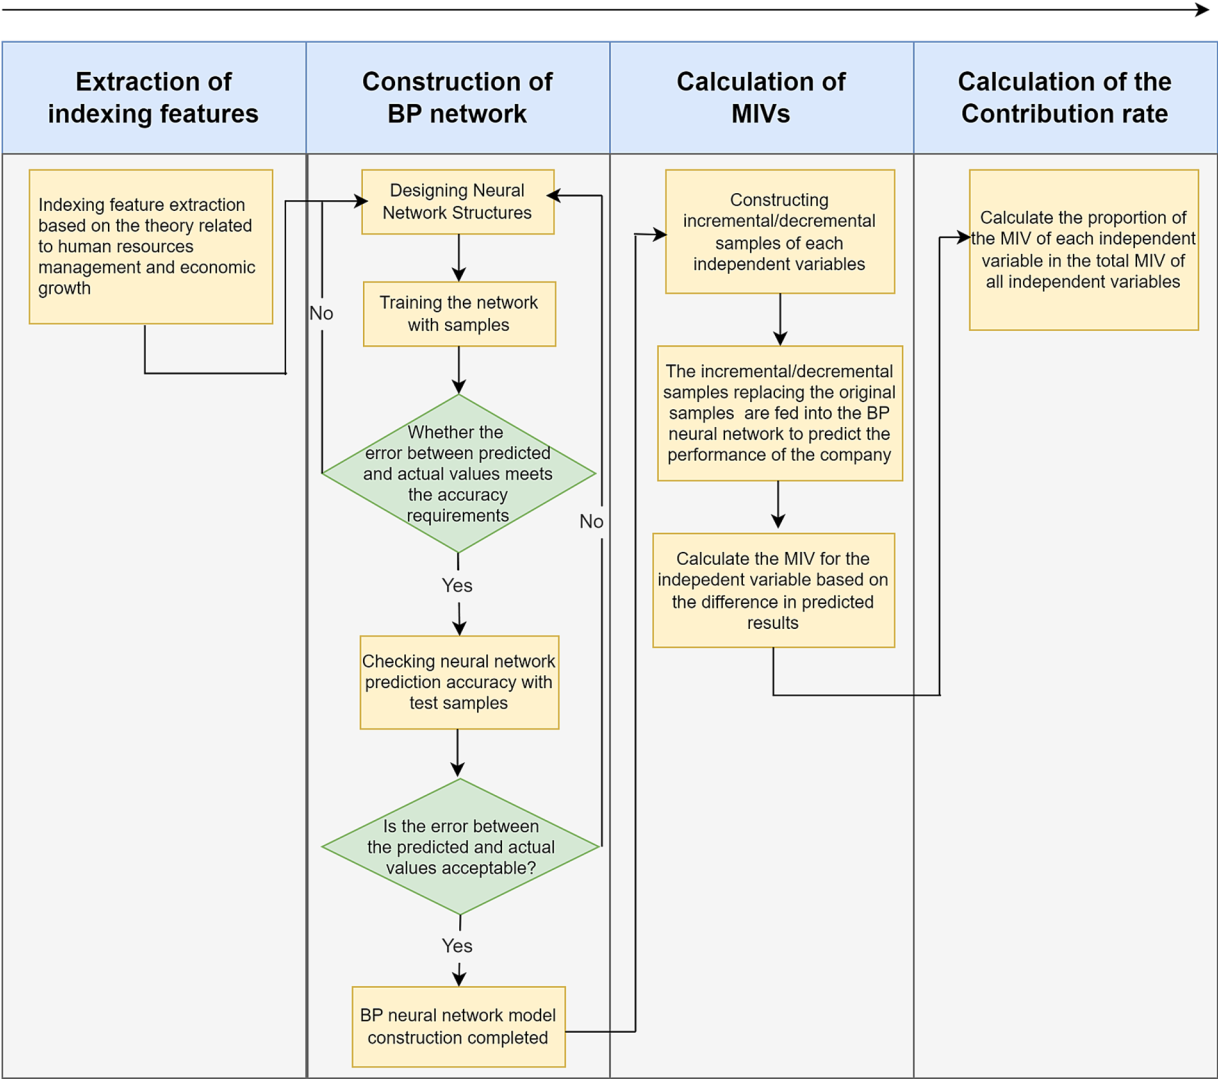 Extraction of
indexing features
Construction of
BP network
Calculation of
MIVs
Calculation of the
Contribution rate
Indexing feature extraction
based on the theory related
to human resources
management and economic
growth
Designing Neural
Network Structures
No
Training the network
with samples
Whether the
error between predicted
and actual values meets
the accuracy
requirements
No
Yes
Checking neural network
prediction accuracy with
test samples
Is the error between
the predicted and actual
values acceptable?
Yes
BP neural network model
construction completed
Constructing
incremental/decremental
samples of each
independent variables
The incremental/decremental
samples replacing the original
samples are fed into the BP
neural network to predict the
performance of the company
Calculate the MIV for the
indepedent variable based on
the difference in predicted
results
Calculate the proportion of
the MIV of each independent
variable in the total MIV of
all independent variables